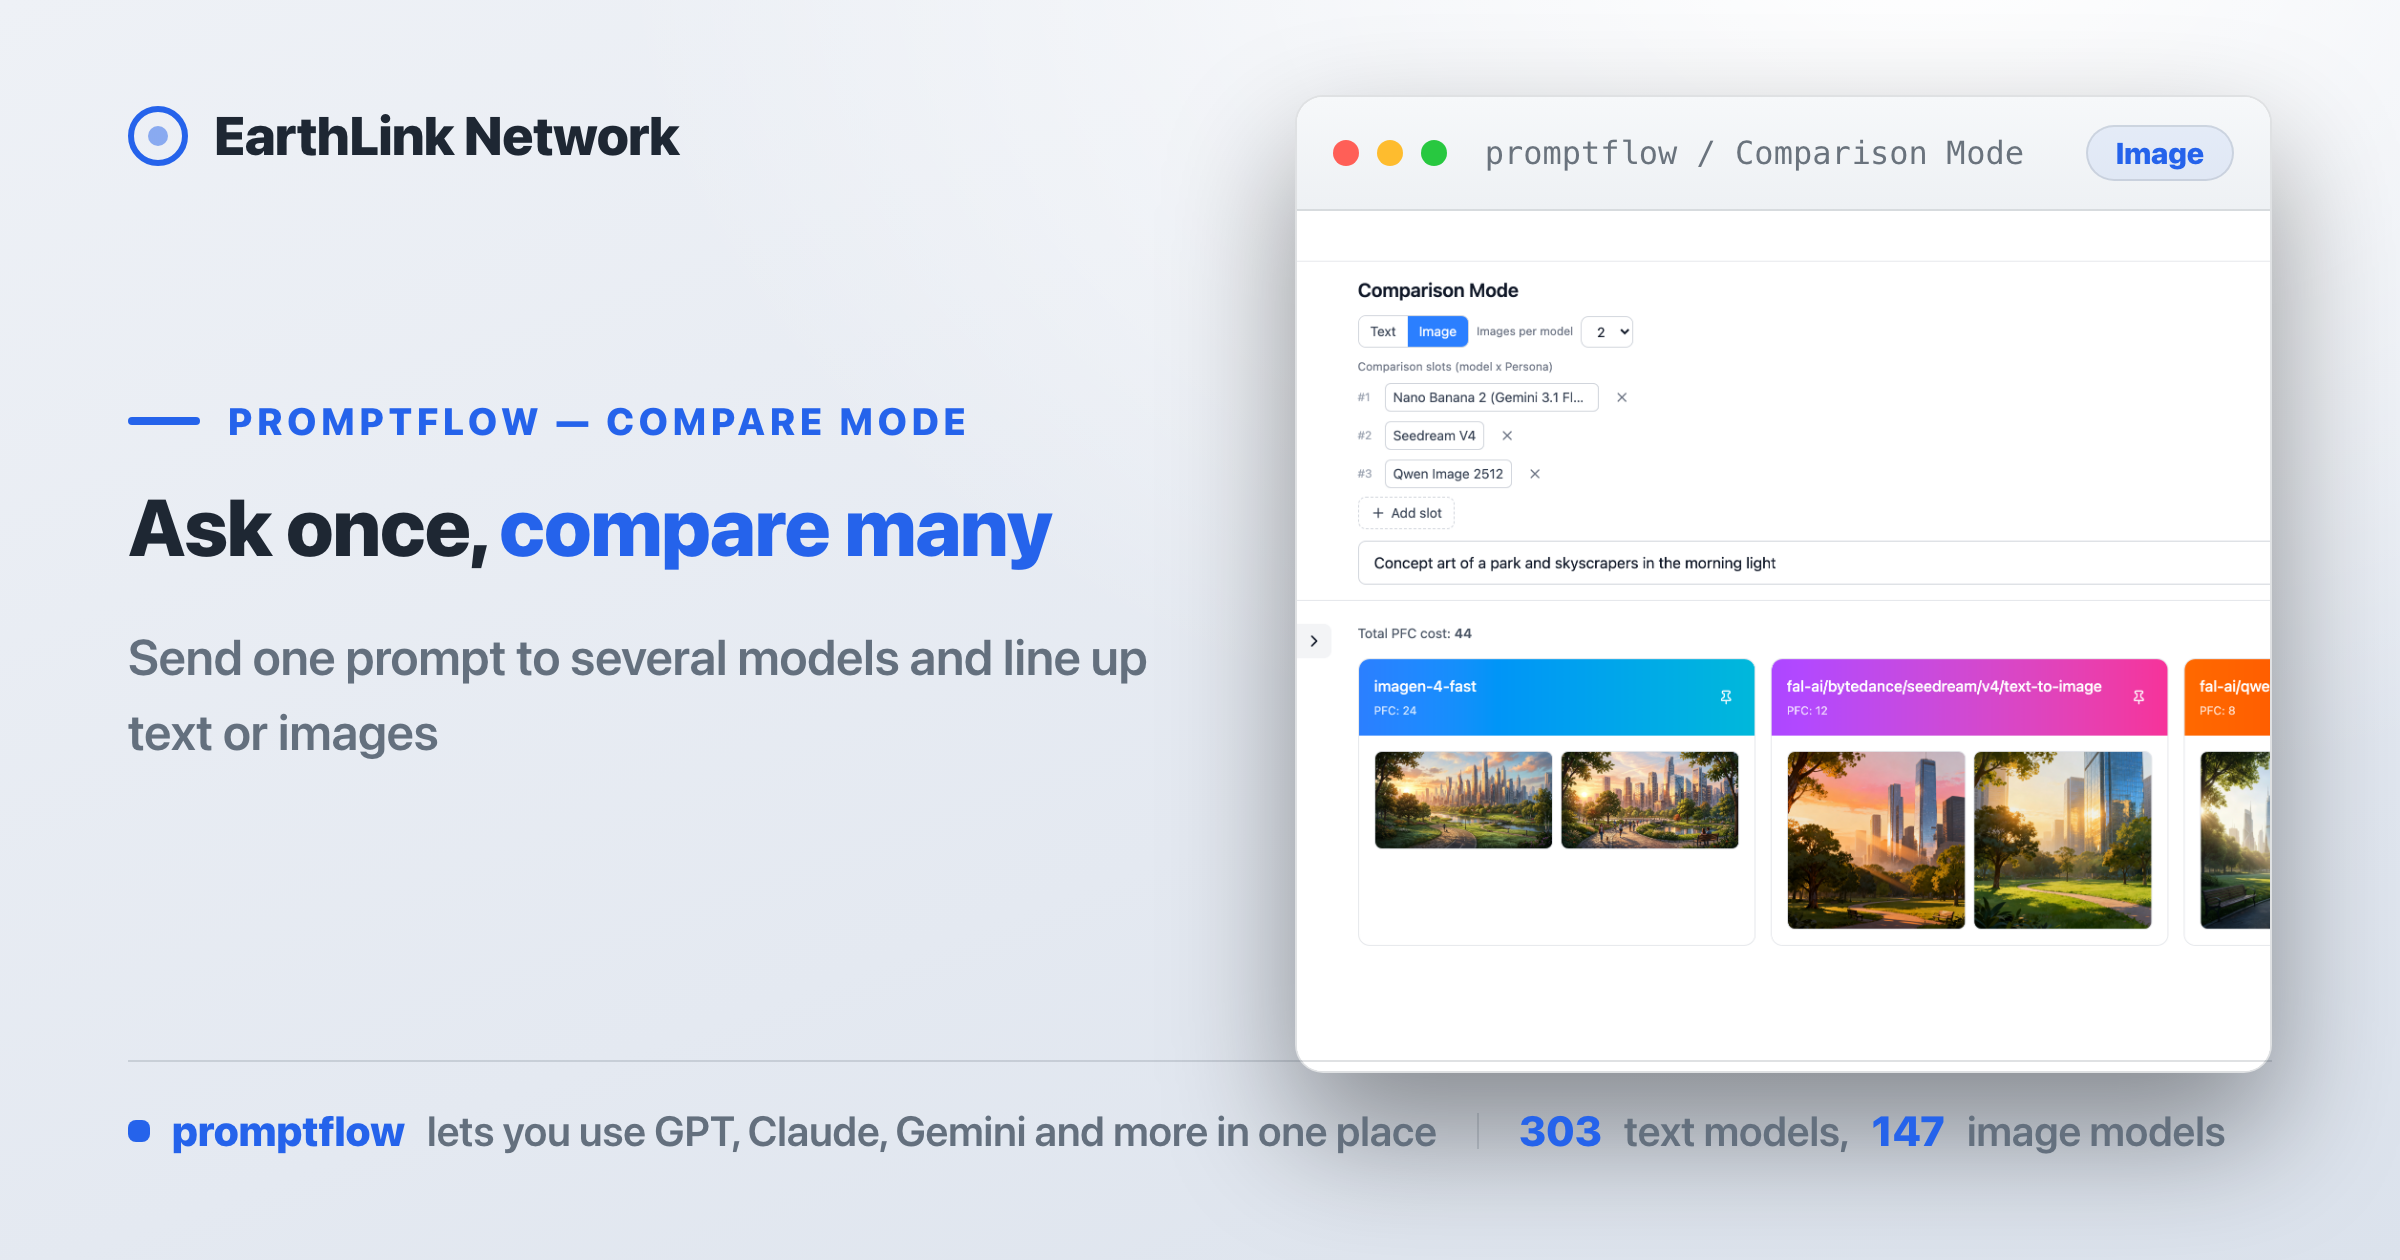 EarthLink Network
PROMPTFLOW — COMPARE MODE
Ask once, compare many
Send one prompt to several models and line up
text or images
promptflow / Comparison Mode
Image
Comparison Mode
Text Image Images per model 2
Comparison slots (model x Persona)
#1 Nano Banana 2 (Gemini 3.1 Fl...
#2 Seedream V4
#3 Qwen Image 2512
+ Add slot
Concept art of a park and skyscrapers in the morning light
Total PFC cost: 44
imagen-4-fast
PFC: 24
fal-ai/bytedance/seedream/v4/text-to-image
PFC: 12
fal-ai/qwe
PFC: 8
promptflow lets you use GPT, Claude, Gemini and more in one place
303 text models, 147 image models